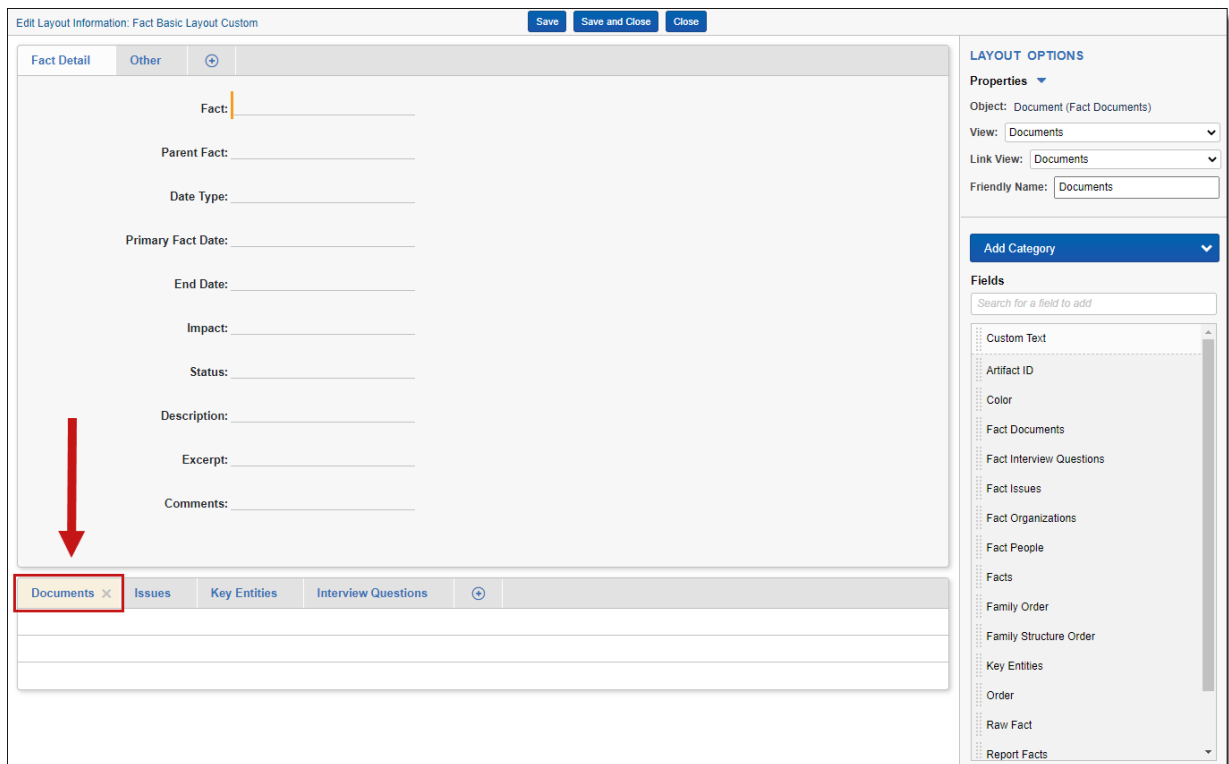 Edit Layout Information: Fact Basic Layout Custom
Save
Save and Close
Close
Fact Detail
Other
Fact:
Parent Fact:
Date Type:
Primary Fact Date:
End Date:
Impact:
Status:
Description:
Excerpt:
Comments:
Documents
Issues
Key Entities
Interview Questions
LAYOUT OPTIONS
Properties
Object: Document (Fact Documents)
View: Documents
Link View: Documents
Friendly Name: Documents
Add Category
Fields
Search for a field to add
Custom Text
Artifact ID
Color
Fact Documents
Fact Interview Questions
Fact Issues
Fact Organizations
Fact People
Facts
Family Order
Family Structure Order
Key Entities
Order
Raw Fact
Report Facts